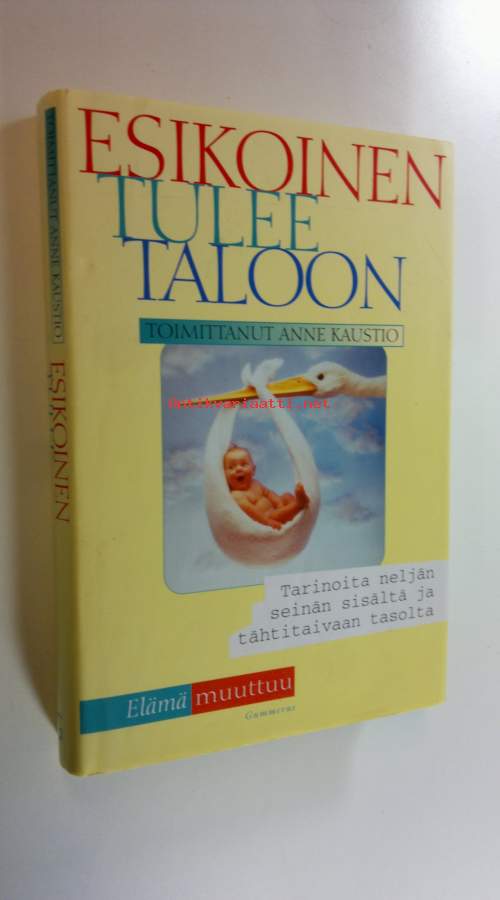 ESIKOINEN
TULEE
TALOON
TOIMITTANUT ANNE KAUSTIO
antikvariaatti.net
Tarinoita neljän
seinän sisältä ja
tähtitaivaan tasolta
Elämä muuttuu
Gummerus
TOIMITTANUT ANNE KAUSTIO
ESIKOINEN